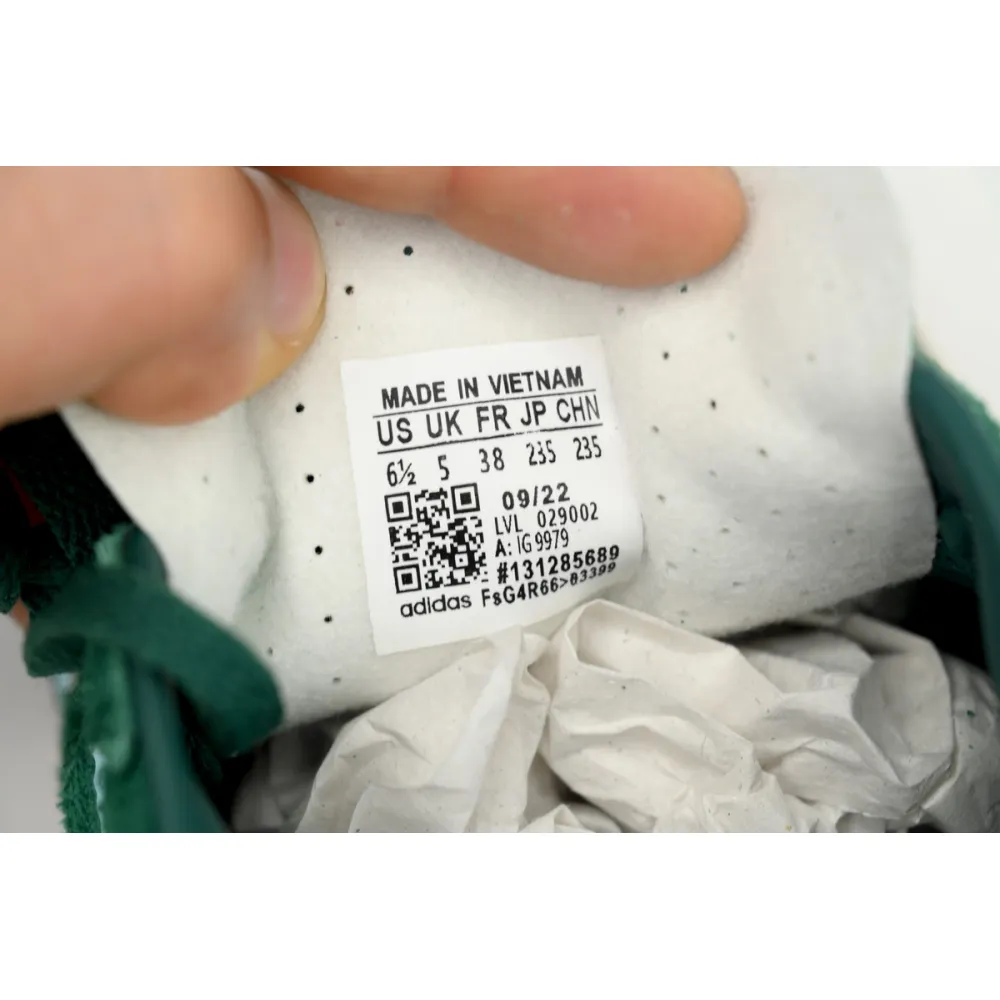 MADE IN VIETNAM
US UK FR JP CHN
6½ 5 38 235 235
09/22
LVL 029002
A: IG9979
#131285689
adidas FsG4R66>03399